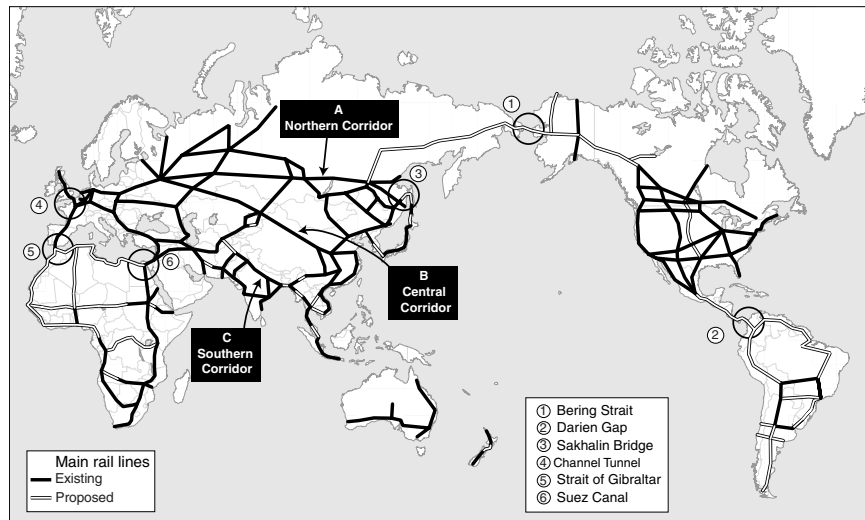 1
A
Northern Corridor
3
4
5
6
B
Central
Corridor
C
Southern
Corridor
2
Main rail lines
Existing
Proposed
1 Bering Strait
2 Darien Gap
3 Sakhalin Bridge
4 Channel Tunnel
5 Strait of Gibraltar
6 Suez Canal